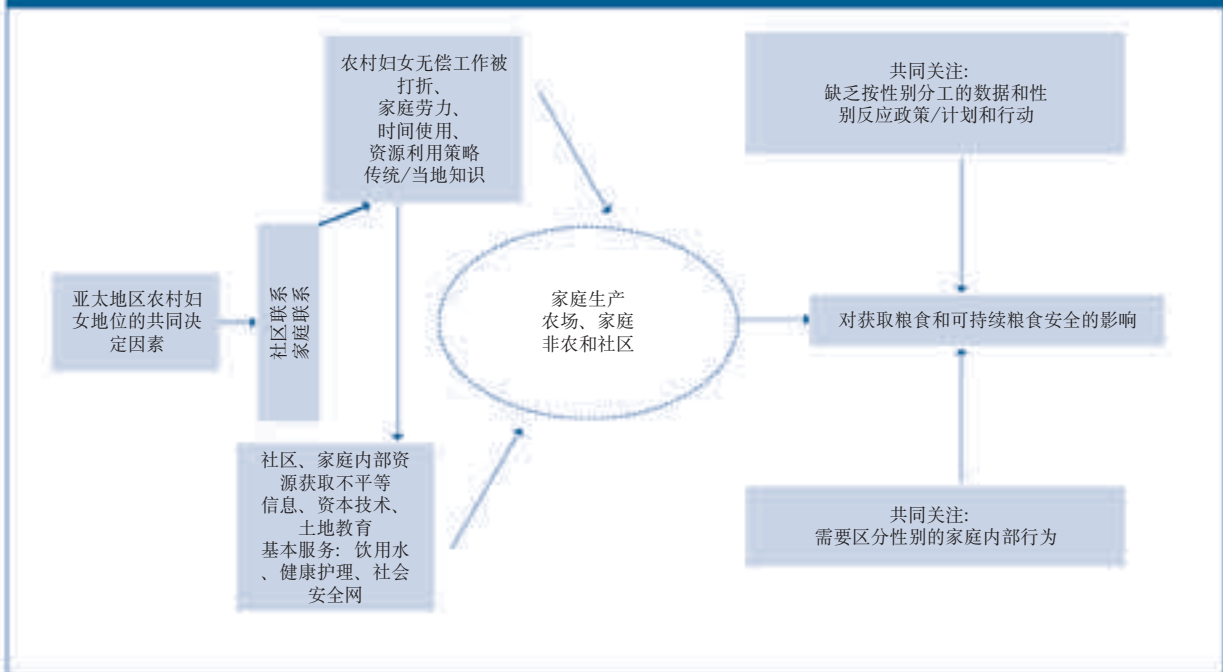 农村妇女无偿工作被
打折、
家庭劳力、
时间使用、
资源利用策略
传统/当地知识
共同关注:
缺乏按性别分工的数据和性
别反应政策/计划和行动
亚太地区农村妇
女地位的共同决
定因素
社区联系
家庭联系
家庭生产
农场、家庭
非农和社区
对获取粮食和可持续粮食安全的影响
社区、家庭内部资
源获取不平等
信息、资本技术、
土地教育
基本服务: 饮用水
、健康护理、社会
安全网
共同关注:
需要区分性别的家庭内部行为